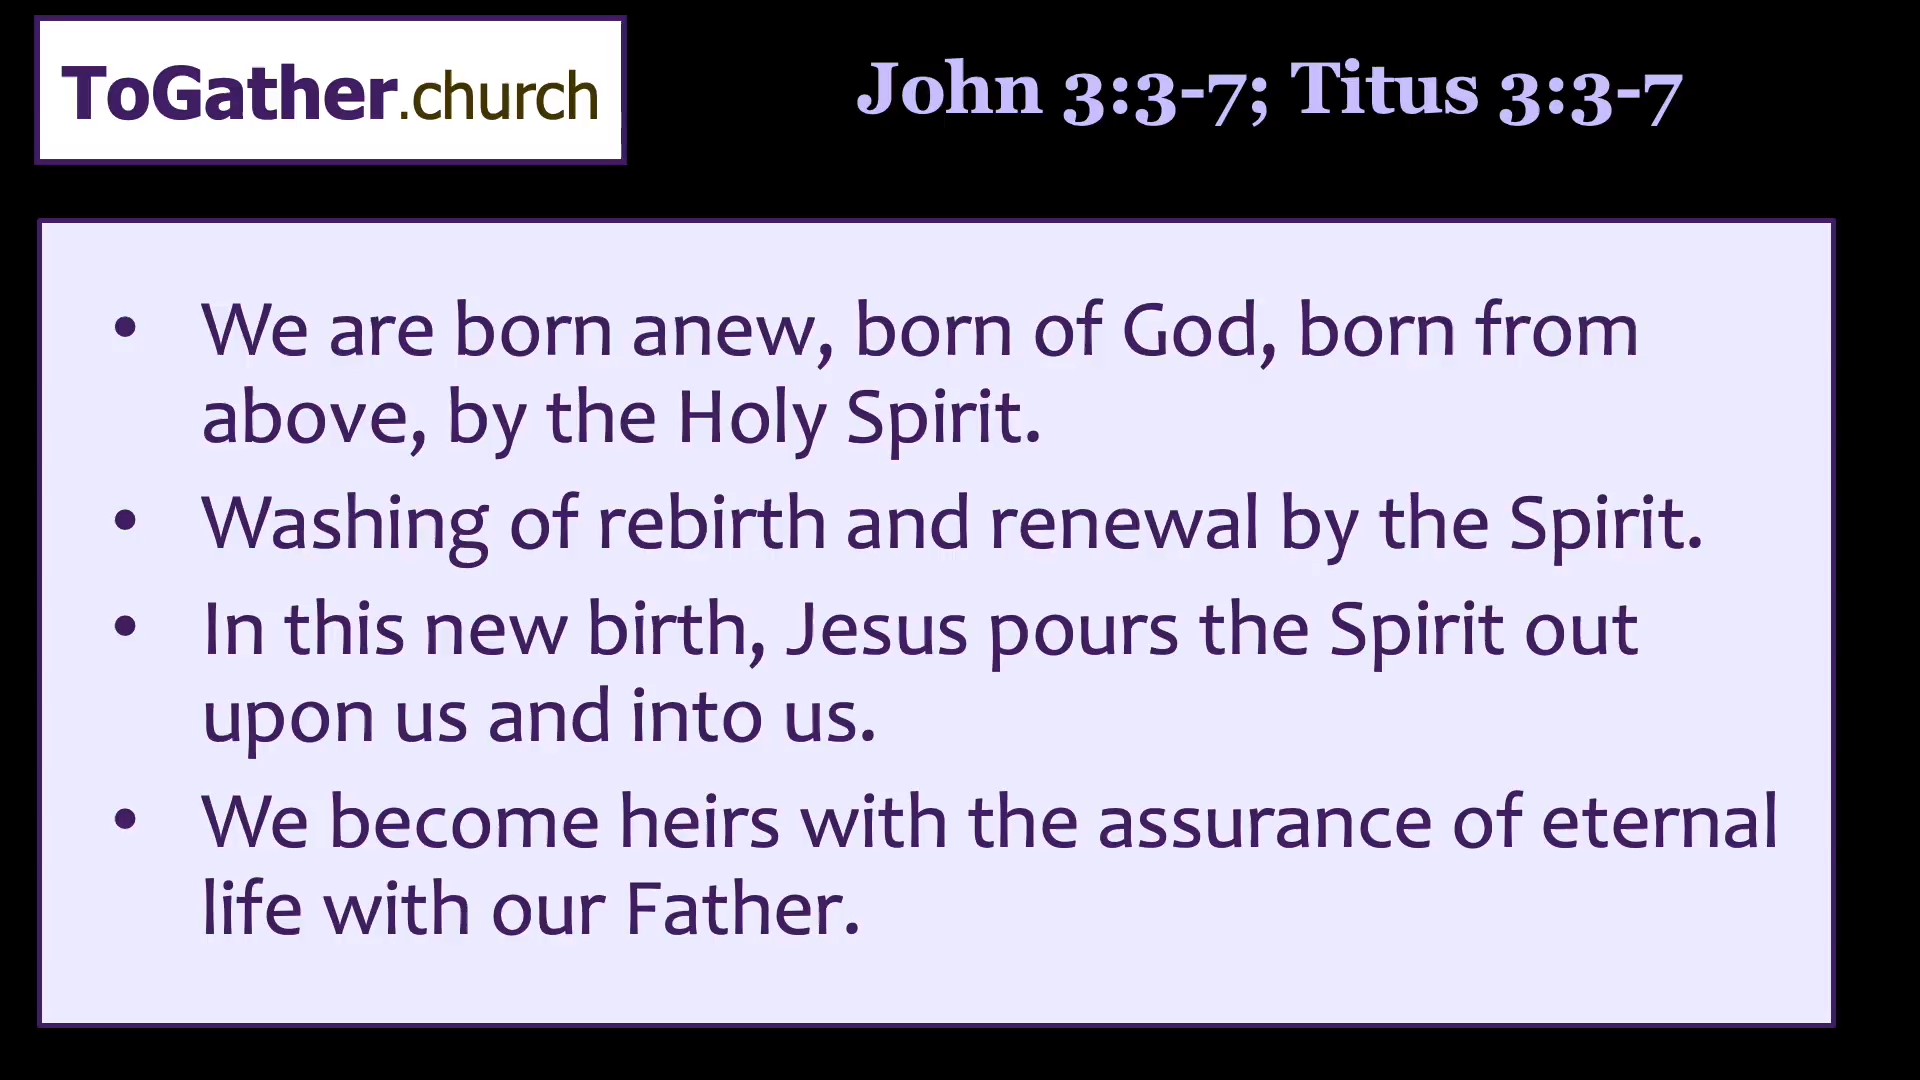 ToGather.church
John 3:3-7; Titus 3:3-7
• We are born anew, born of God, born from
above, by the Holy Spirit.
• Washing of rebirth and renewal by the Spirit.
• In this new birth, Jesus pours the Spirit out
upon us and into us.
• We become heirs with the assurance of eternal
life with our Father.